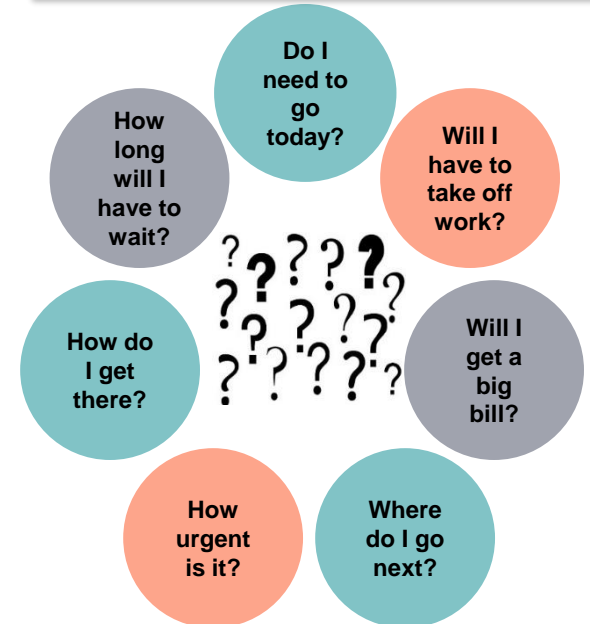 Do I
need to
go
today?
Will I
have to
take off
work?
Will I
get a
big
bill?
Where
do I go
next?
How
urgent
is it?
How do
I get
there?
How
long
will I
have to
wait?
? ? ? ? ?
? ? ? ? ? ?
? ? ? ? ?